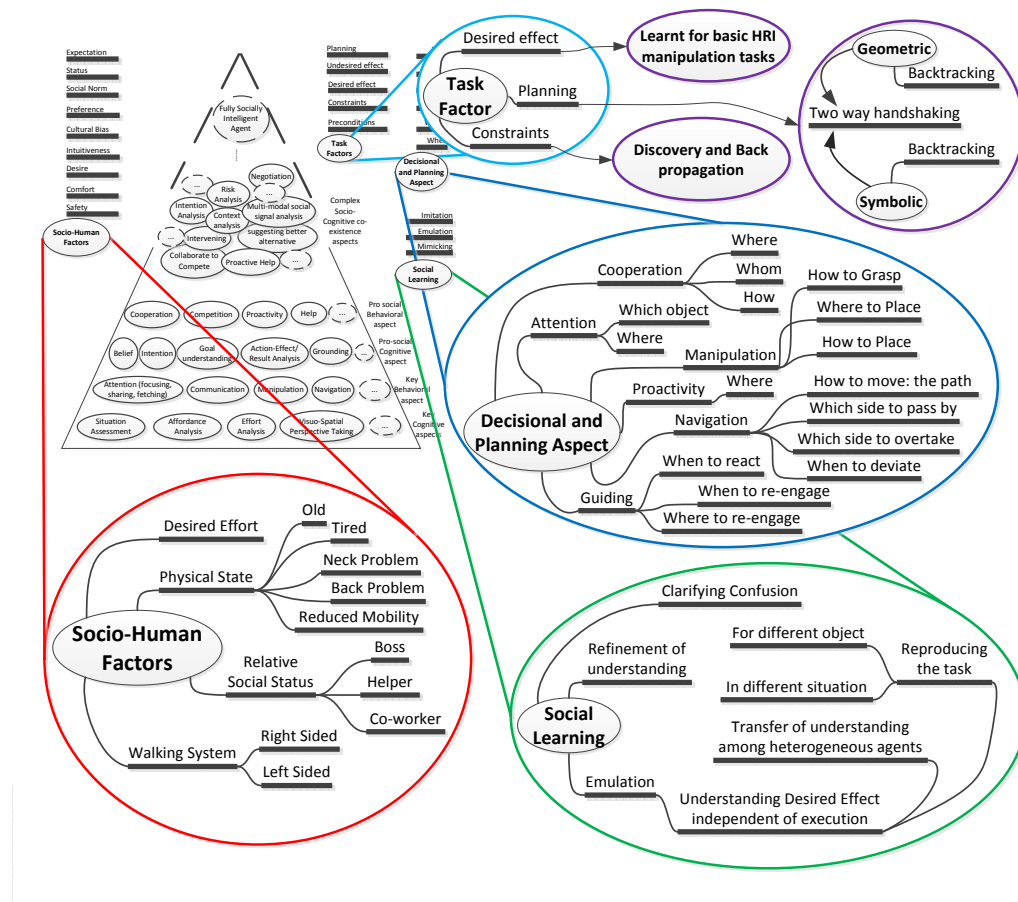 Expectation
Status
Social Norm
Preference
Cultural Bias
Intuitiveness
Desire
Comfort
Safety
Socio-Human
Factors
Fully Socially
Intelligent
Agent
...
Negotiation
Risk
Analysis
...
Intention Analysis
Context
analysis
Multi-modal social
signal analysis
...
Intervening
suggesting better
alternative
Collaborate to
Compete
Proactive Help
...
Complex
Socio-
Cognitive co-
existence
aspects
Cooperation
Competition
Proactivity
Help
...
Pro social
Behavioral
aspect
Belief
Intention
Goal
understanding
Action-Effect/
Result Analysis
Grounding
...
Pro-social
Cognitive
aspect
Attention (focusing,
sharing, fetching)
Communication
Manipulation
Navigation
...
Key
Behavioral
aspect
Situation
Assessment
Affordance
Analysis
Effort
Analysis
Visuo-Spatial
Perspective Taking
...
Key
Cognitive
aspects
Planning
Undesired effect
Desired effect
Constraints
Preconditions
Task
Factors
Decisional
and Planning
Aspect
Imitation
Emulation
Mimicking
Social
Learning
Desired effect
Task
Factor
Planning
Constraints
Learnt for basic HRI
manipulation tasks
Discovery and Back
propagation
Geometric
Backtracking
Two way handshaking
Backtracking
Symbolic
Decisional and
Planning Aspect
Cooperation
Where
Whom
How
Attention
Which object
Where
Manipulation
How to Grasp
Where to Place
How to Place
Proactivity
Where
Navigation
How to move: the path
Which side to pass by
Which side to overtake
When to deviate
Guiding
When to react
When to re-engage
Where to re-engage
Socio-Human
Factors
Desired Effort
Physical State
Old
Tired
Neck Problem
Back Problem
Reduced Mobility
Relative
Social Status
Boss
Helper
Co-worker
Walking System
Right Sided
Left Sided
Social
Learning
Clarifying Confusion
Refinement of
understanding
For different object
In different situation
Reproducing
the task
Transfer of understanding
among heterogeneous agents
Emulation
Understanding Desired Effect
independent of execution